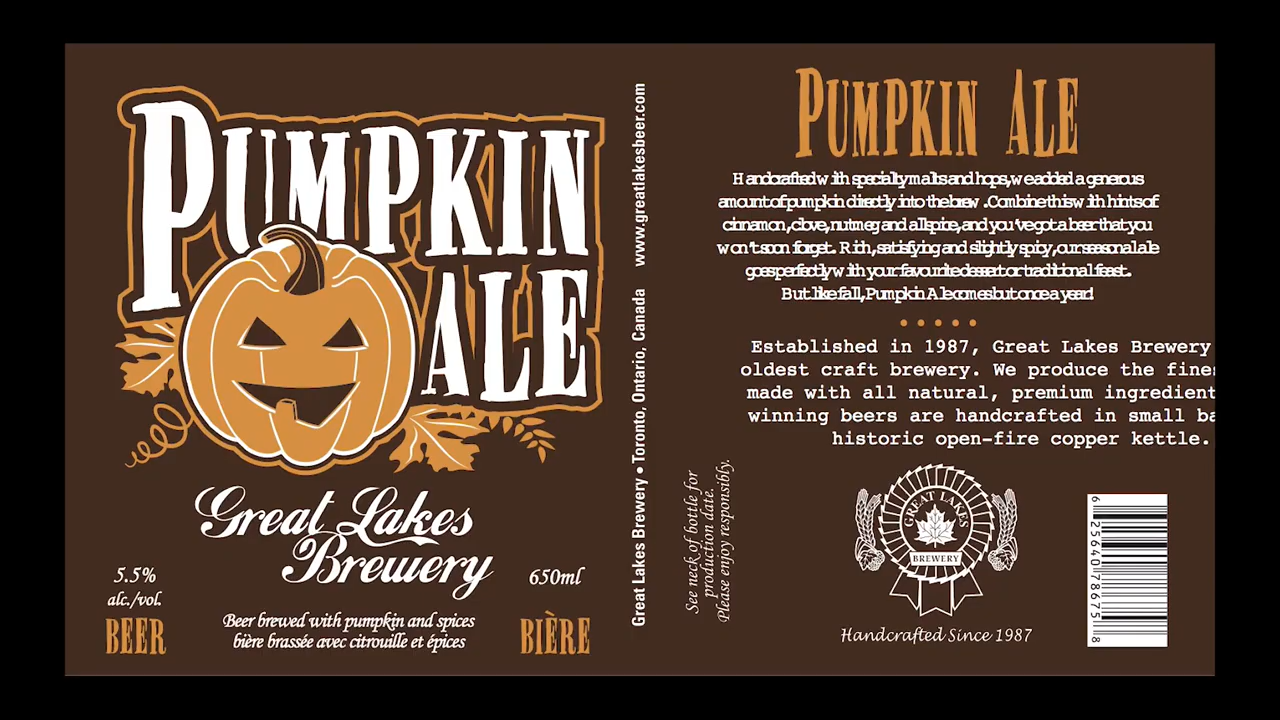 PUMPKIN
ALE
Great Lakes
Brewery
5.5%
alc./vol.
BEER
Beer brewed with pumpkin and spices
bière brassée avec citrouille et épices
650ml
BIÈRE
Great Lakes Brewery • Toronto, Ontario, Canada www.greatlakesbeer.com
PUMPKIN ALE
Handcrafted with specialty malts and hops, we added a generous
amount of pumpkin directly into the brew. Combine this with hints of
cinnamon, clove, nutmeg and allspice, and you've got a beer that you
won't soon forget. Rich, satisfying and slightly spicy, our seasonal ale
goes perfectly with your favourite dessert or traditional feast.
But like fall, Pumpkin Ale comes but once a year!
Established in 1987, Great Lakes Brewery
oldest craft brewery. We produce the fines
made with all natural, premium ingredient
winning beers are handcrafted in small ba
historic open-fire copper kettle.
See neck of bottle for
production date.
Please enjoy responsibly.
GREAT LAKES
BREWERY
Handcrafted Since 1987
6 25640 78675 8